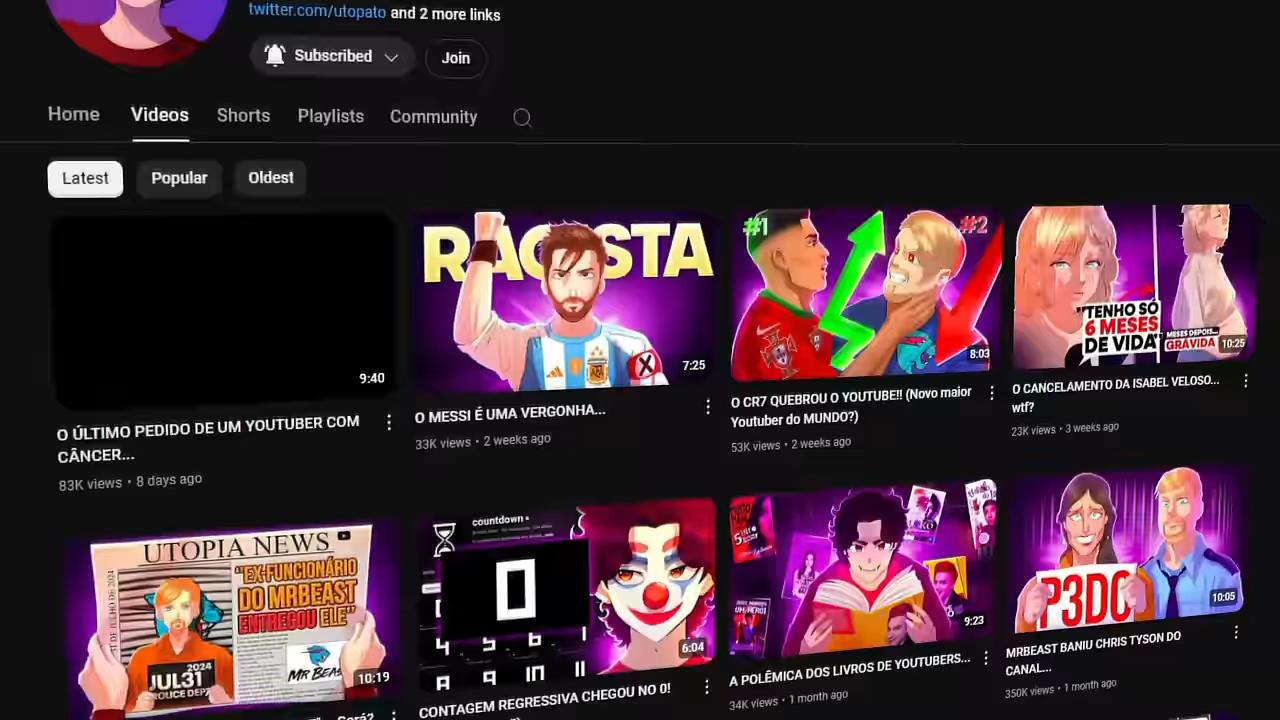 twitter.com/utopato and 2 more links
Subscribed
Join
Home Videos Shorts Playlists Community
Latest Popular Oldest
9:40
RACISTA
7:25
#1 #2
8:03
"TENHO SÓ
6 MESES
DE VIDA"
MESES DEPOIS...
GRÁVIDA
10:25
O ÚLTIMO PEDIDO DE UM YOUTUBER COM
CÂNCER...
83K views • 8 days ago
O MESSI É UMA VERGONHA...
33K views • 2 weeks ago
O CR7 QUEBROU O YOUTUBE!! (Novo maior
Youtuber do MUNDO?)
53K views • 2 weeks ago
O CANCELAMENTO DA ISABEL VELOSO...
wtf?
23K views • 3 weeks ago
UTOPIA NEWS
"EX-FUNCIONÁRIO
DO MRBEAST
ENTREGOU ELE"
2024
JUL31
POLICE DEPT
MR BEAST
10:19
countdown
0
6:04
9:23
P3DO
10:05
CONTAGEM REGRESSIVA CHEGOU NO 0!
A POLÊMICA DOS LIVROS DE YOUTUBERS...
34K views • 1 month ago
MRBEAST BANIU CHRIS TYSON DO
CANAL...
350K views • 1 month ago